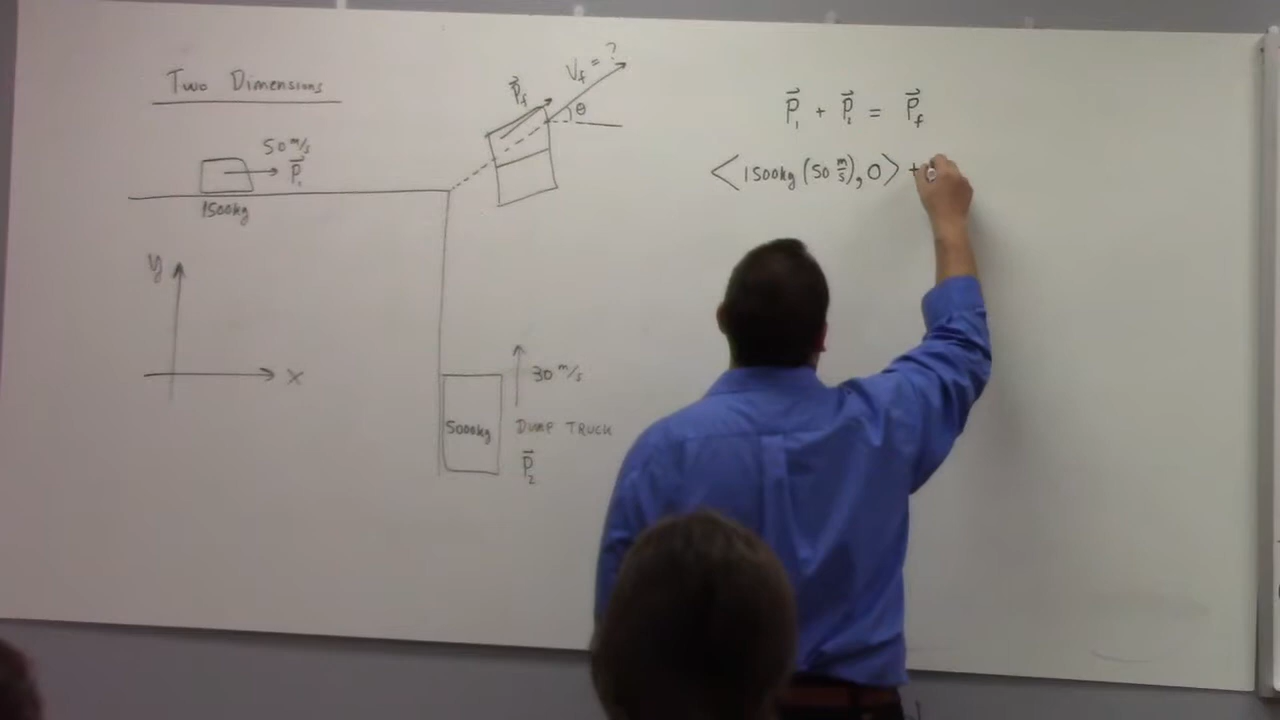 Two Dimensions
50 m/s
P⃗₁
1500kg
y
x
P⃗f
Vf = ?
θ
30 m/s
5000kg
DUMP TRUCK
P⃗₂
P⃗₁ + P⃗₂ = P⃗f
<1500kg (50 m/s), 0> +